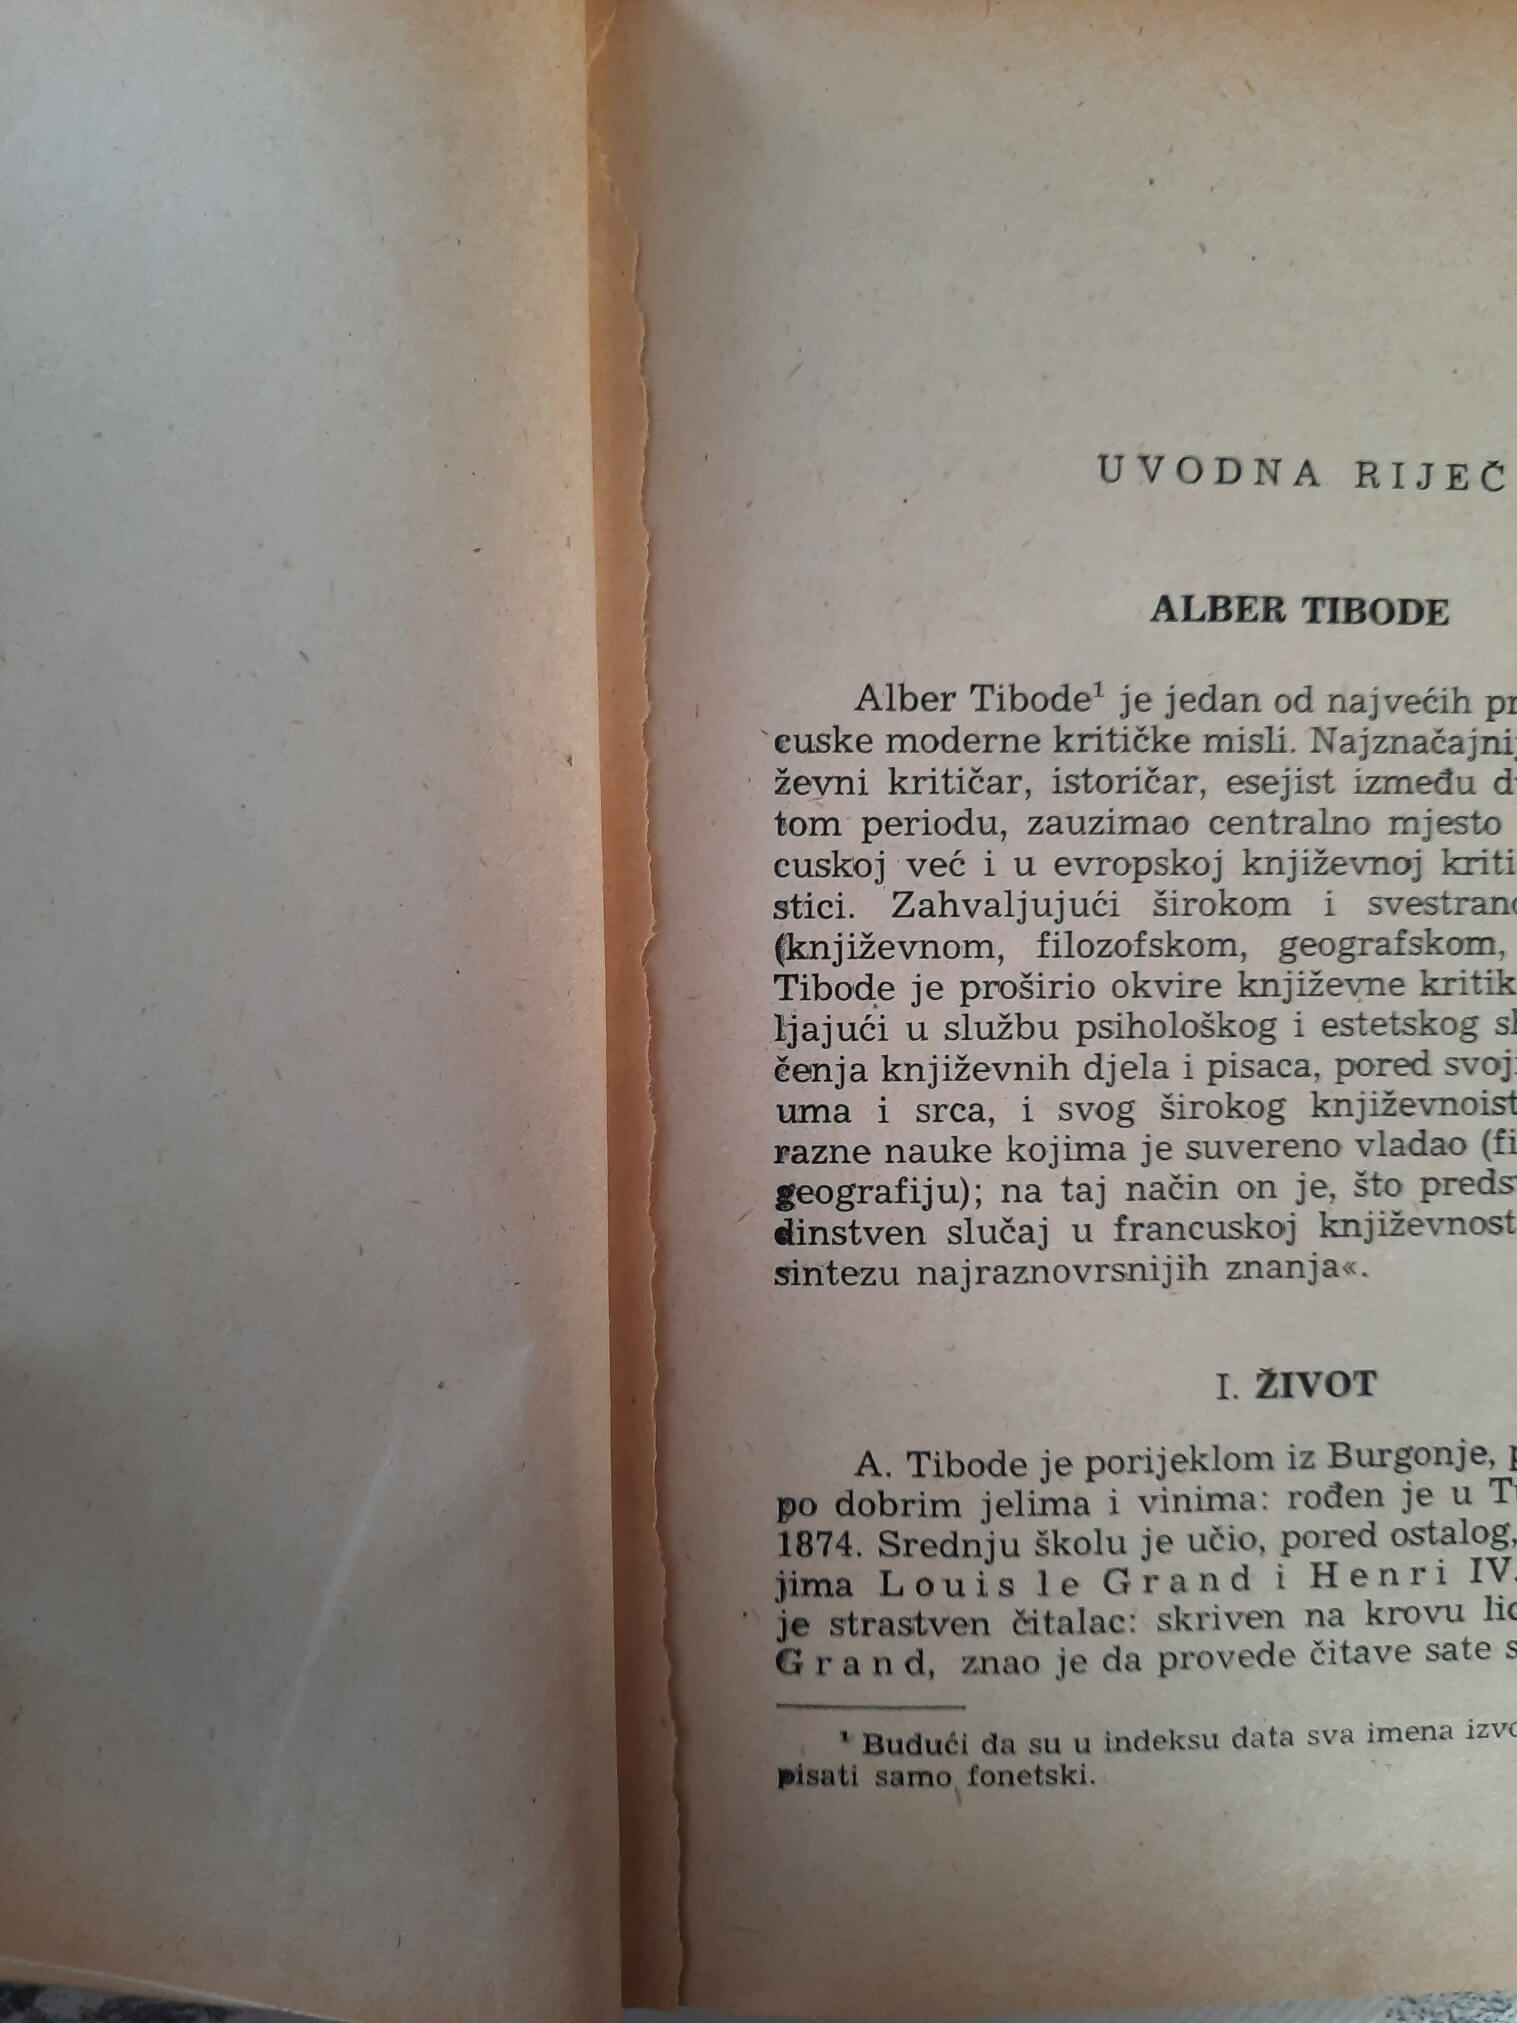 UVODNA RIJEČ
ALBER TIBODE
Alber Tibode¹ je jedan od najvećih
cuske moderne kritičke misli.
ževni kritičar, istoričar, esejist između
tom periodu, zauzimao centralno mjesto
cuskoj već i u evropskoj književnoj
stici. Zahvaljujući širokom i
(književnom, filozofskom, geografskom,
Tibode je proširio okvire književne
ljajući u službu psihološkog i estetskog
čenja književnih djela i pisaca, pored
uma i srca, i svog širokog
razne nauke kojima je suvereno vladao
geografiju); na taj način on je, što
dinstven slučaj u francuskoj
sintezu najraznovrsnijih znanja«.
I. ŽIVOT
A. Tibode je porijeklom iz Burgonje,
po dobrim jelima i vinima: rođen je u
1874. Srednju školu je učio, pored ostalog,
jima Louis le Grand i Henri IV.
je strastven čitalac: skriven na krovu
Grand, znao je da provede čitave sate
¹ Budući da su u indeksu data sva imena
pisati samo fonetski.